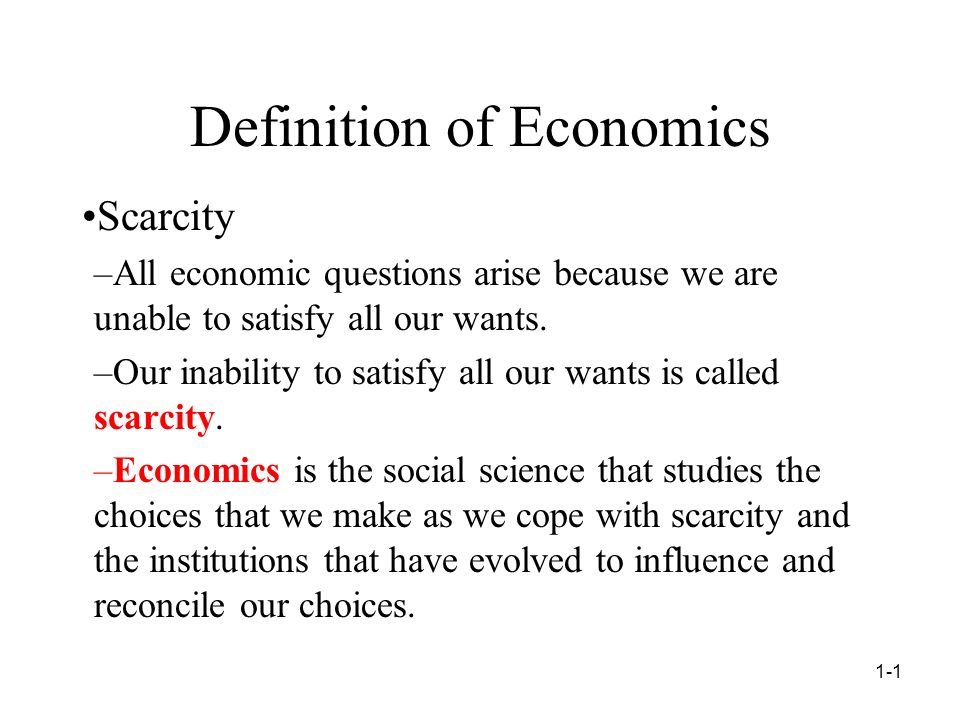 Definition of Economics
•Scarcity
–All economic questions arise because we are
unable to satisfy all our wants.
–Our inability to satisfy all our wants is called
scarcity.
–Economics is the social science that studies the
choices that we make as we cope with scarcity and
the institutions that have evolved to influence and
reconcile our choices.
1-1